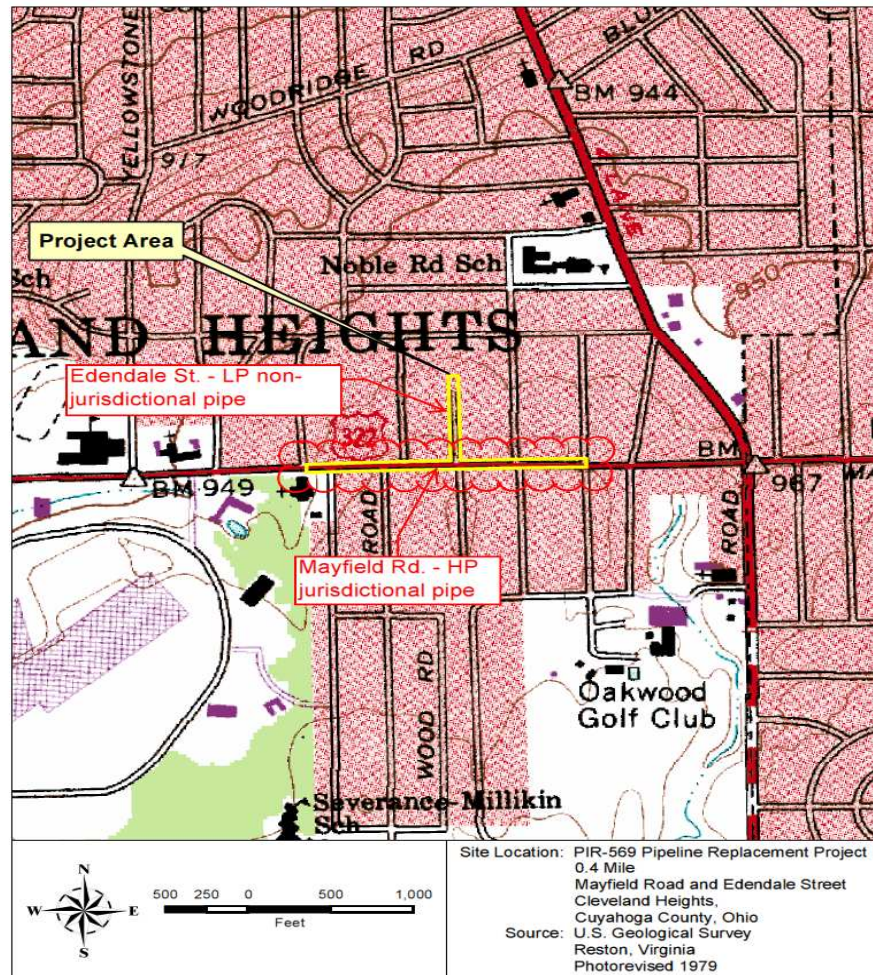 YELLOWSTONE
WOODRIDGE RD
BLUE
BM 944
917
LANE
Project Area
Noble Rd Sch
Sch
950
AND HEIGHTS
Edendale St. - LP non-
jurisdictional pipe
322
BM 949
BM
967
MA
ROAD
ROAD
Mayfield Rd. - HP
jurisdictional pipe
WOOD RD
Oakwood
Golf Club
Severance-Millikin
Sch
N
W
E
S
500 250 0 500 1,000
Feet
Site Location: PIR-569 Pipeline Replacement Project
0.4 Mile
Mayfield Road and Edendale Street
Cleveland Heights,
Cuyahoga County, Ohio
Source: U.S. Geological Survey
Reston, Virginia
Photorevised 1979